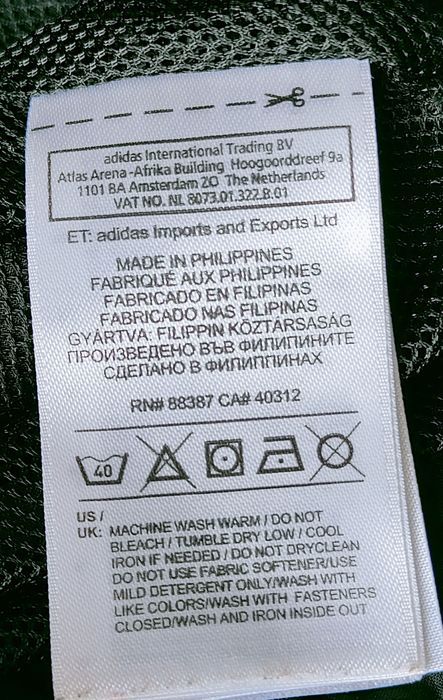 adidas International Trading BV
Atlas Arena-Afrika Building Hoogoorddreef 9a
1101 BA Amsterdam ZO The Netherlands
VAT NO. NL 8073.01.322.B.01
ET: adidas Imports and Exports Ltd
MADE IN PHILIPPINES
FABRIQUÉ AUX PHILIPPINES
FABRICADO EN FILIPINAS
FABRICADO NAS FILIPINAS
GYÁRTVA: FILIPPIN KÖZTÁRSASÁG
ПРОИЗВЕДЕНО ВЪВ ФИЛИПИНИТЕ
СДЕЛАНО В ФИЛИППИНАХ
RN# 88387 CA# 40312
40
US /
UK: MACHINE WASH WARM / DO NOT
BLEACH / TUMBLE DRY LOW / COOL
IRON IF NEEDED / DO NOT DRYCLEAN
DO NOT USE FABRIC SOFTENER/USE
MILD DETERGENT ONLY/WASH WITH
LIKE COLORS/WASH WITH FASTENERS
CLOSED/WASH AND IRON INSIDE OUT